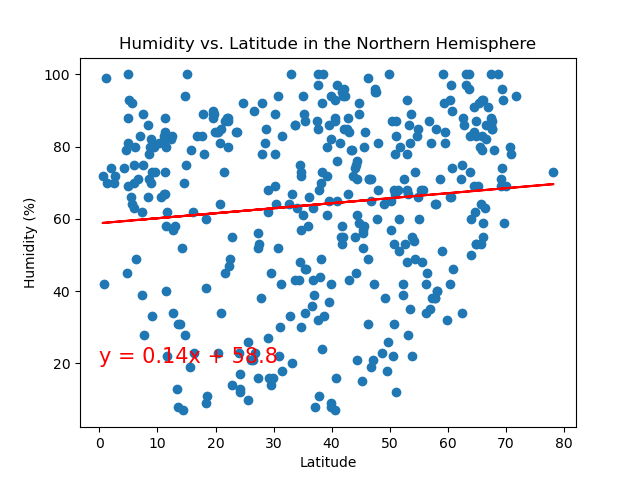 Humidity vs. Latitude in the Northern Hemisphere
100
80
60
40
20
Humidity (%)
y = 0.14x + 58.8
0 10 20 30 40 50 60 70 80
Latitude